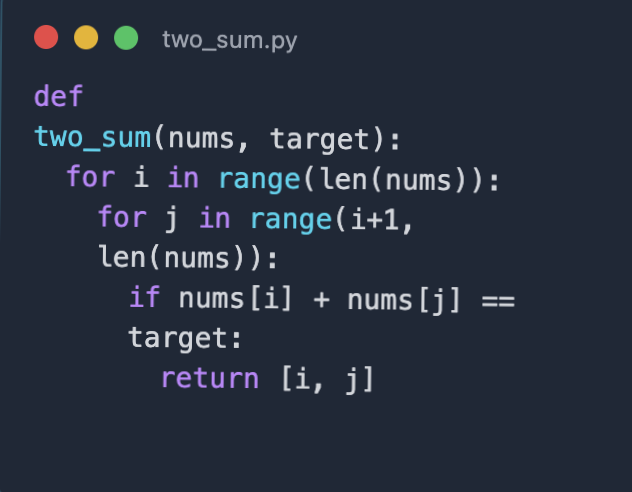 two_sum.py
def
two_sum(nums, target):
for i in range(len(nums)):
for j in range(i+1,
len(nums)):
if nums[i] + nums[j] ==
target:
return [i, j]